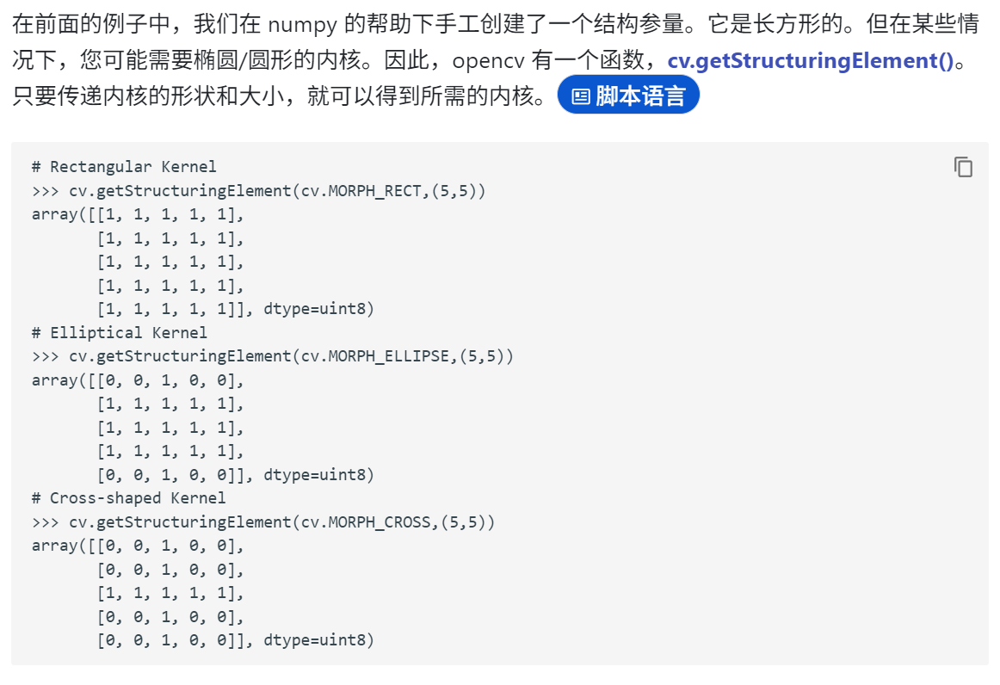 在前面的例子中，我们在 numpy 的帮助下手工创建了一个结构参量。它是长方形的。但在某些情
况下，您可能需要椭圆/圆形的内核。因此，opencv 有一个函数，cv.getStructuringElement()。
只要传递内核的形状和大小，就可以得到所需的内核。 脚本语言
# Rectangular Kernel
>>> cv.getStructuringElement(cv.MORPH_RECT,(5,5))
array([[1, 1, 1, 1, 1],
       [1, 1, 1, 1, 1],
       [1, 1, 1, 1, 1],
       [1, 1, 1, 1, 1],
       [1, 1, 1, 1, 1]], dtype=uint8)
# Elliptical Kernel
>>> cv.getStructuringElement(cv.MORPH_ELLIPSE,(5,5))
array([[0, 0, 1, 0, 0],
       [1, 1, 1, 1, 1],
       [1, 1, 1, 1, 1],
       [1, 1, 1, 1, 1],
       [0, 0, 1, 0, 0]], dtype=uint8)
# Cross-shaped Kernel
>>> cv.getStructuringElement(cv.MORPH_CROSS,(5,5))
array([[0, 0, 1, 0, 0],
       [0, 0, 1, 0, 0],
       [1, 1, 1, 1, 1],
       [0, 0, 1, 0, 0],
       [0, 0, 1, 0, 0]], dtype=uint8)